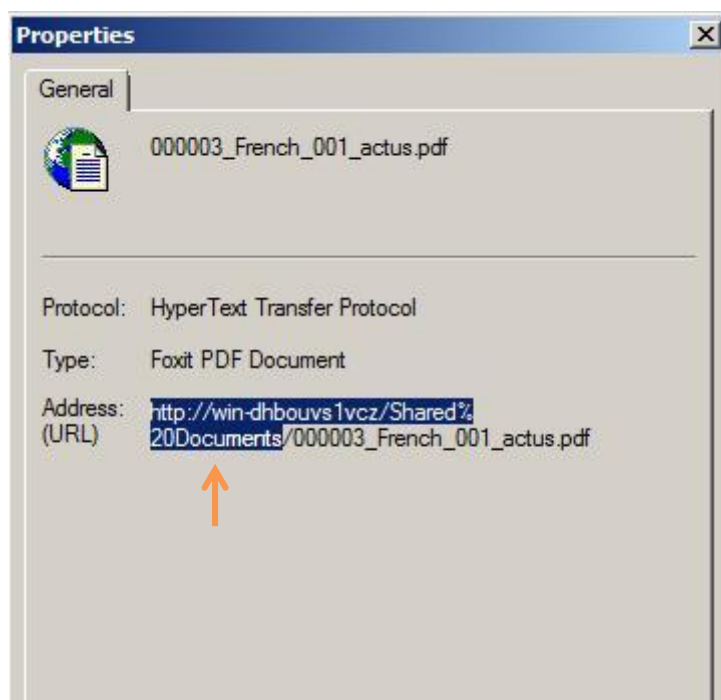 Properties
General
000003_French_001_actus.pdf
Protocol: HyperText Transfer Protocol
Type: Foxit PDF Document
Address: http://win-dhbouvs1vcz/Shared%
(URL) 20Documents/000003_French_001_actus.pdf